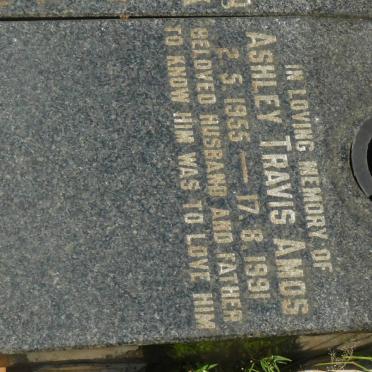 IN LOVING MEMORY OF
ASHLEY TRAVIS AMOS
2. 5. 1955 — 17. 8. 1991
BELOVED HUSBAND AND FATHER
TO KNOW HIM WAS TO LOVE HIM